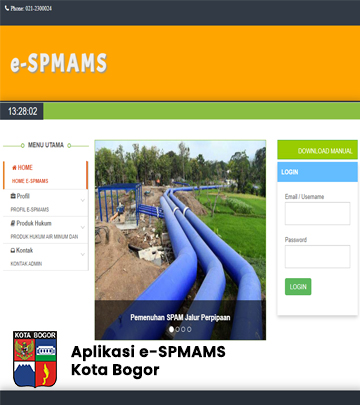 Phone: 021-2300024
e-SPMAMS
13:28:02
MENU UTAMA
HOME
HOME E-SPMAMS
Profil
PROFIL E-SPMAMS
Produk Hukum
PRODUK HUKUM AIR MINUM DAN
Kontak
KONTAK ADMIN
Pemenuhan SPAM Jalur Perpipaan
DOWNLOAD MANUAL
LOGIN
Email / Username
Password
LOGIN
KOTA BOGOR
Aplikasi e-SPMAMS
Kota Bogor